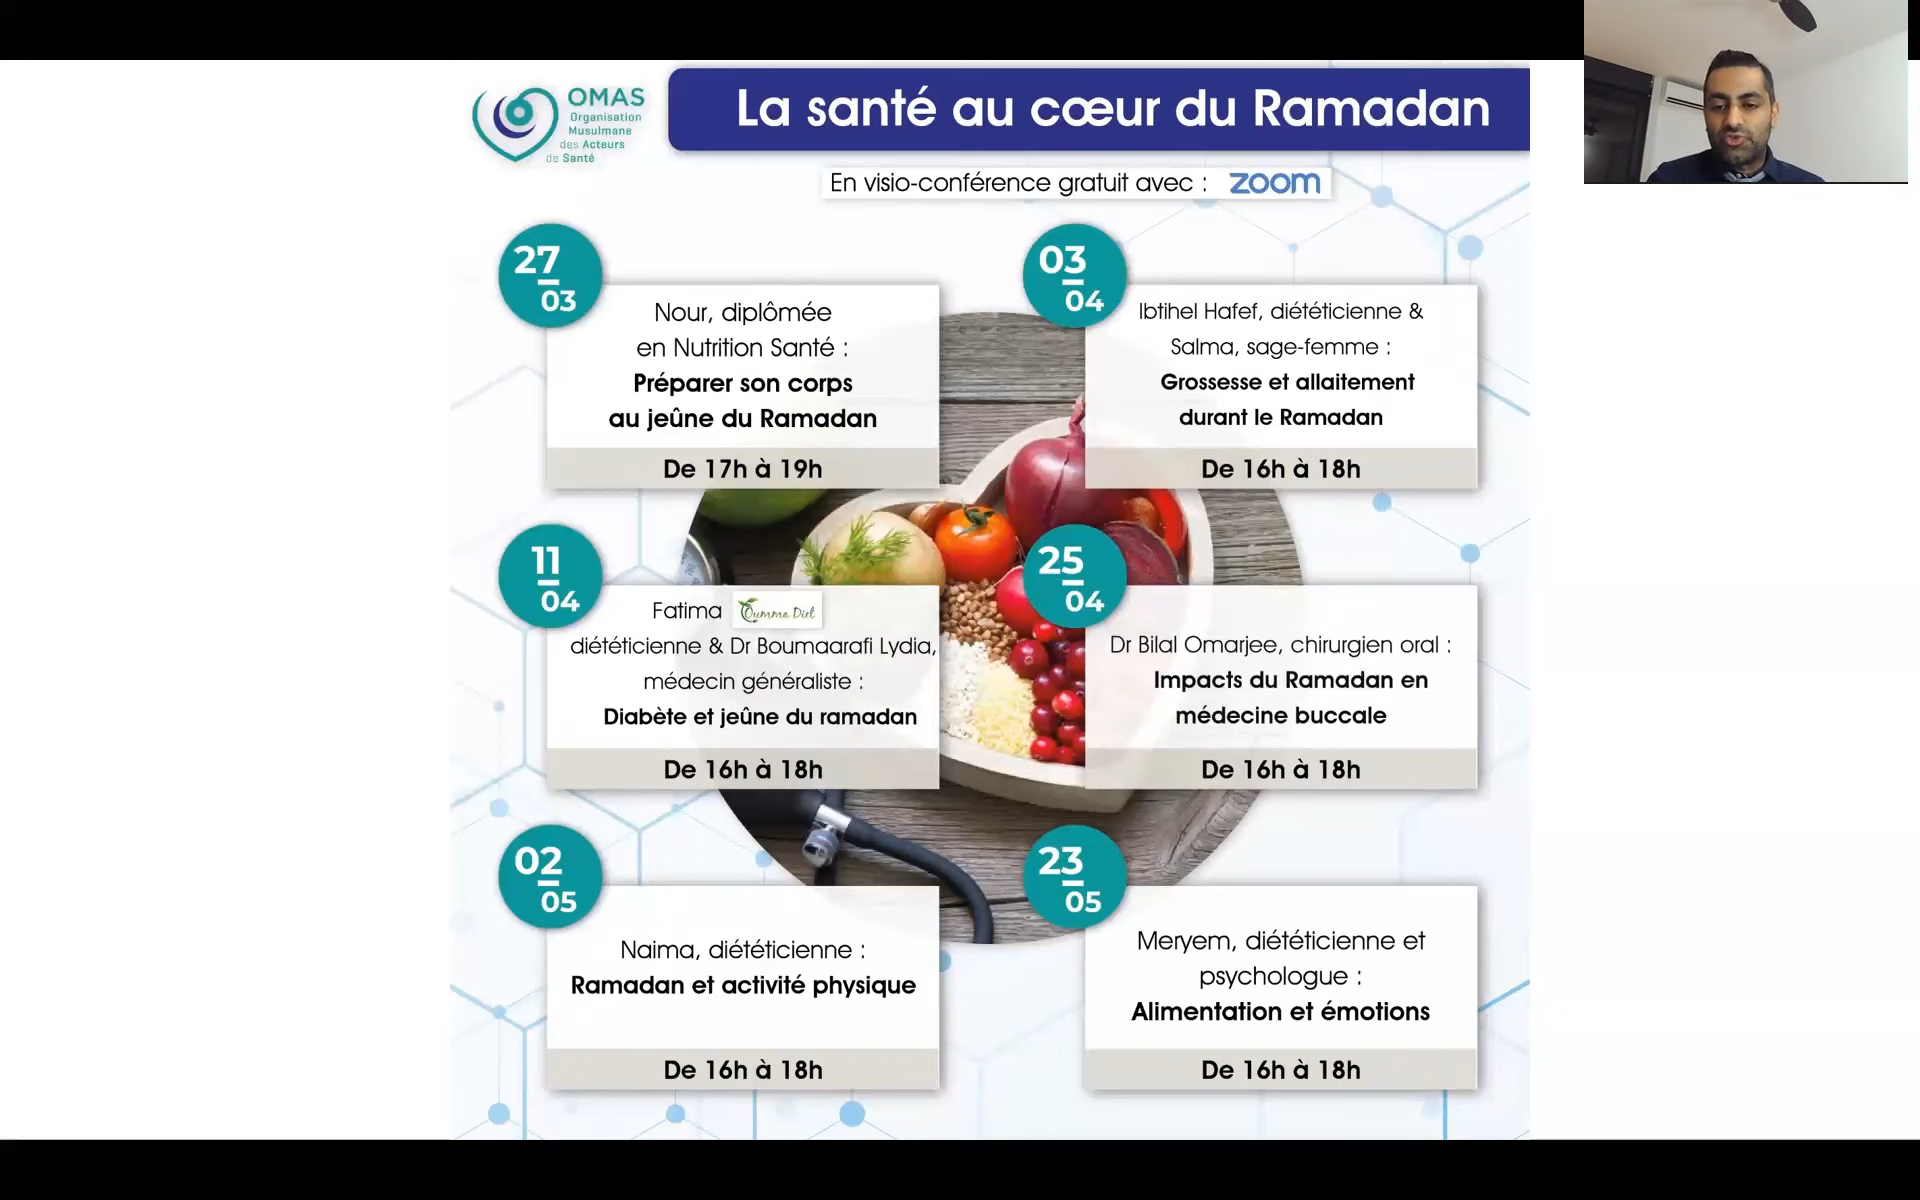 OMAS
Organisation
Musulmane
des Acteurs
de Santé
La santé au cœur du Ramadan
En visio-conférence gratuit avec : zoom
27
03
Nour, diplômée
en Nutrition Santé :
Préparer son corps
au jeûne du Ramadan
De 17h à 19h
03
04
Ibtihel Hafef, diététicienne &
Salma, sage-femme :
Grossesse et allaitement
durant le Ramadan
De 16h à 18h
11
04
Fatima Oumma Diet
diététicienne & Dr Boumaarafi Lydia,
médecin généraliste :
Diabète et jeûne du ramadan
De 16h à 18h
25
04
Dr Bilal Omarjee, chirurgien oral :
Impacts du Ramadan en
médecine buccale
De 16h à 18h
02
05
Naima, diététicienne :
Ramadan et activité physique
De 16h à 18h
23
05
Meryem, diététicienne et
psychologue :
Alimentation et émotions
De 16h à 18h